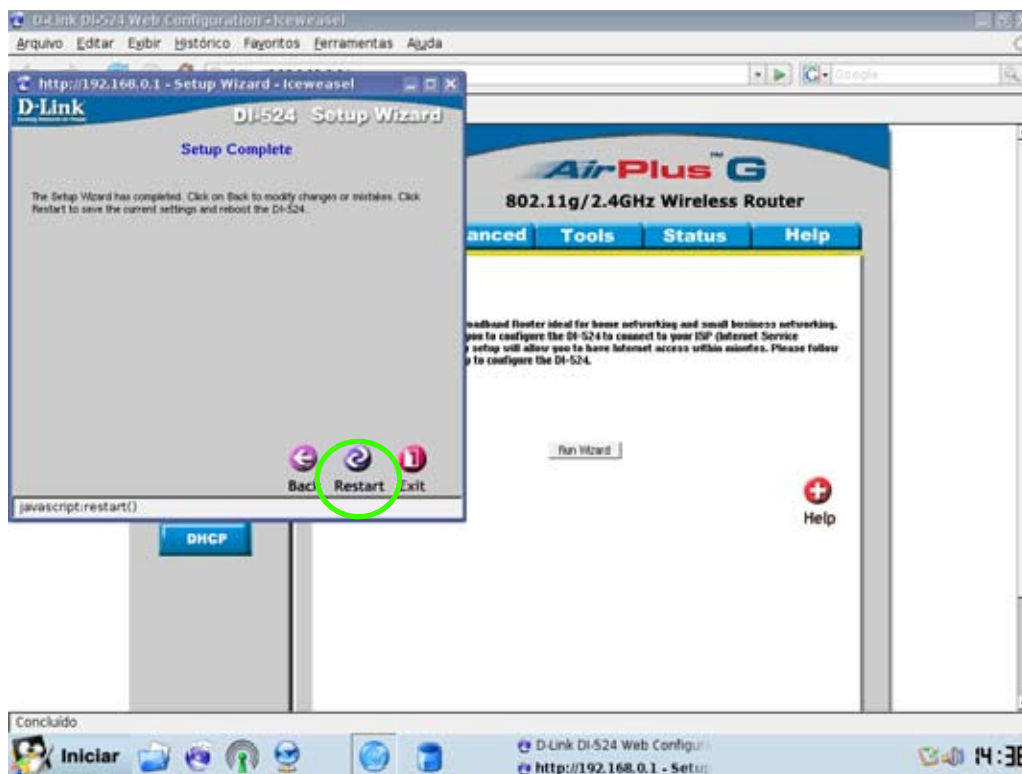 D-Link DI-524 Web Configuration - Iceweasel
Arquivo Editar Exibir Histórico Favoritos Ferramentas Ajuda
Google
http://192.168.0.1 - Setup Wizard - Iceweasel
D-Link
DI-524 Setup Wizard
Setup Complete
The Setup Wizard has completed. Click on Back to modify changes or mistakes. Click
Restart to save the current settings and reboot the DI-524.
Back Restart Exit
javascript:restart()
AirPlus G
TM
802.11g/2.4GHz Wireless Router
anced Tools Status Help
oadband Router ideal for home networking and small business networking.
you to configure the DI-524 to connect to your ISP (Internet Service
setup will allow you to have Internet access within minutes. Please follow
p to configure the DI-524.
Run Wizard
Help
DHCP
Concluído
Iniciar
D-Link DI-524 Web Configur
http://192.168.0.1 - Setup
14:38